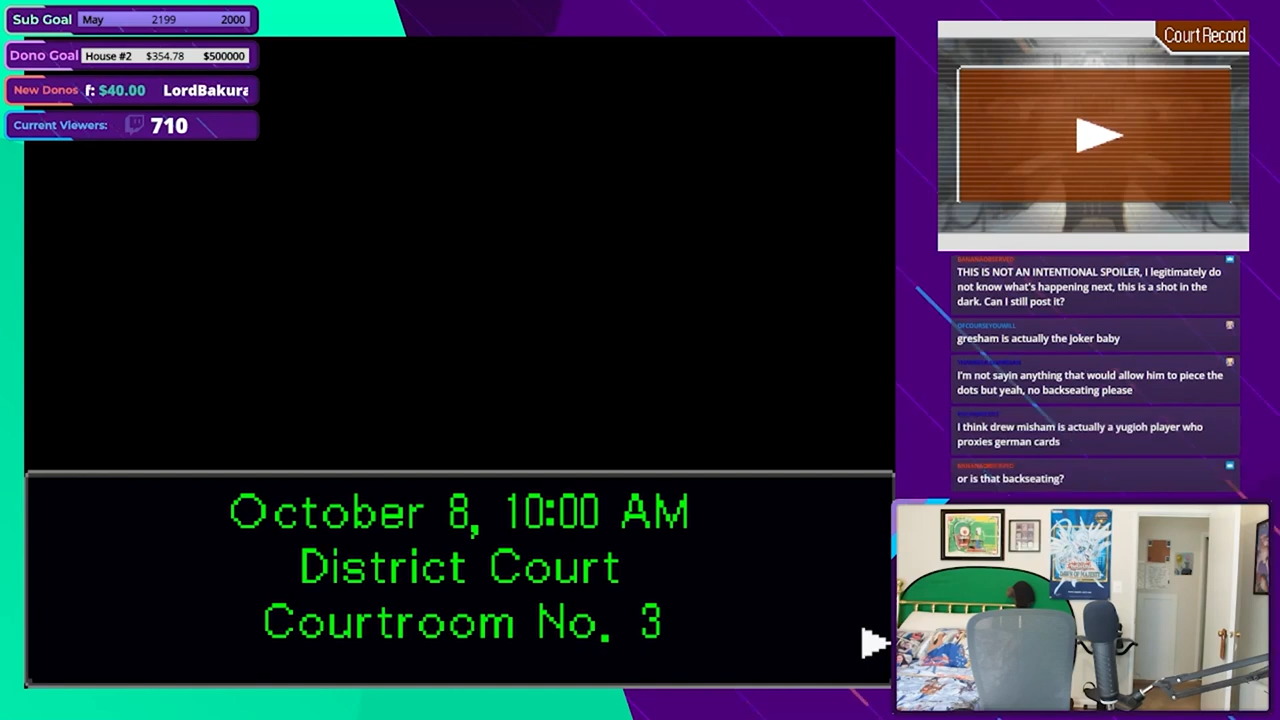 Sub Goal May 2199 2000
Dono Goal House #2 $354.78 $500000
New Donos f: $40.00 LordBakura
Current Viewers: 710
Court Record
THIS IS NOT AN INTENTIONAL SPOILER, I legitimately do
not know what's happening next, this is a shot in the
dark. Can I still post it?
OFCOURSEYOUWILL
gresham is actually the joker baby
I'm not sayin anything that would allow him to piece the
dots but yeah, no backseating please
I think drew misham is actually a yugioh player who
proxies german cards
or is that backseating?
October 8, 10:00 AM
District Court
Courtroom No. 3